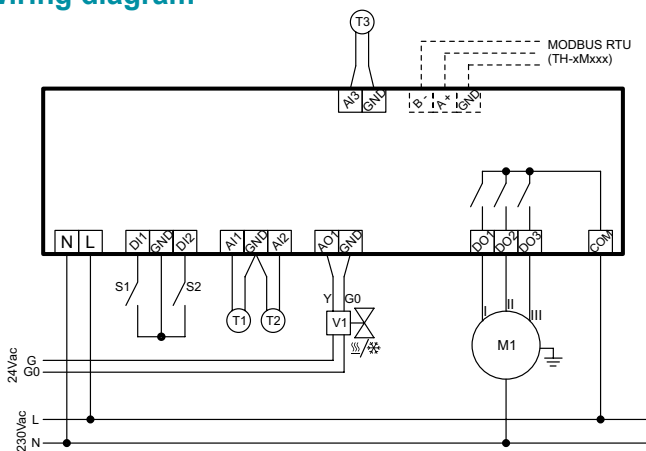 wiring diagram
T3
MODBUS RTU
(TH-xMxxx)
AI3 GND B - A + GND
N L DI1 GND DI2 AI1 GND AI2 AO1 GND DO1 DO2 DO3 COM
S1 S2 Y G0 I II III
T1 T2 V1
M1
24Vac G
G0
230Vac L
N